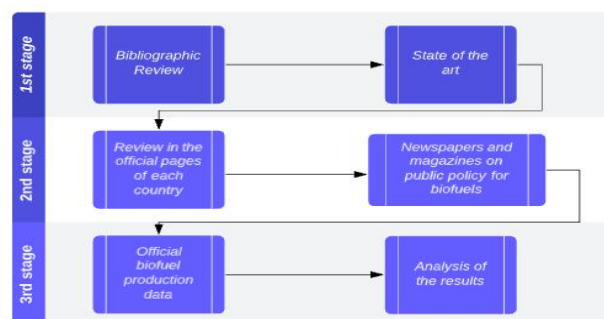 1st stage
Bibliographic
Review
State of the
art
2nd stage
Review in the
official pages
of each
country
Newspapers and
magazines on
public policy for
biofuels
3rd stage
Official
biofuel
production
data
Analysis of
the results